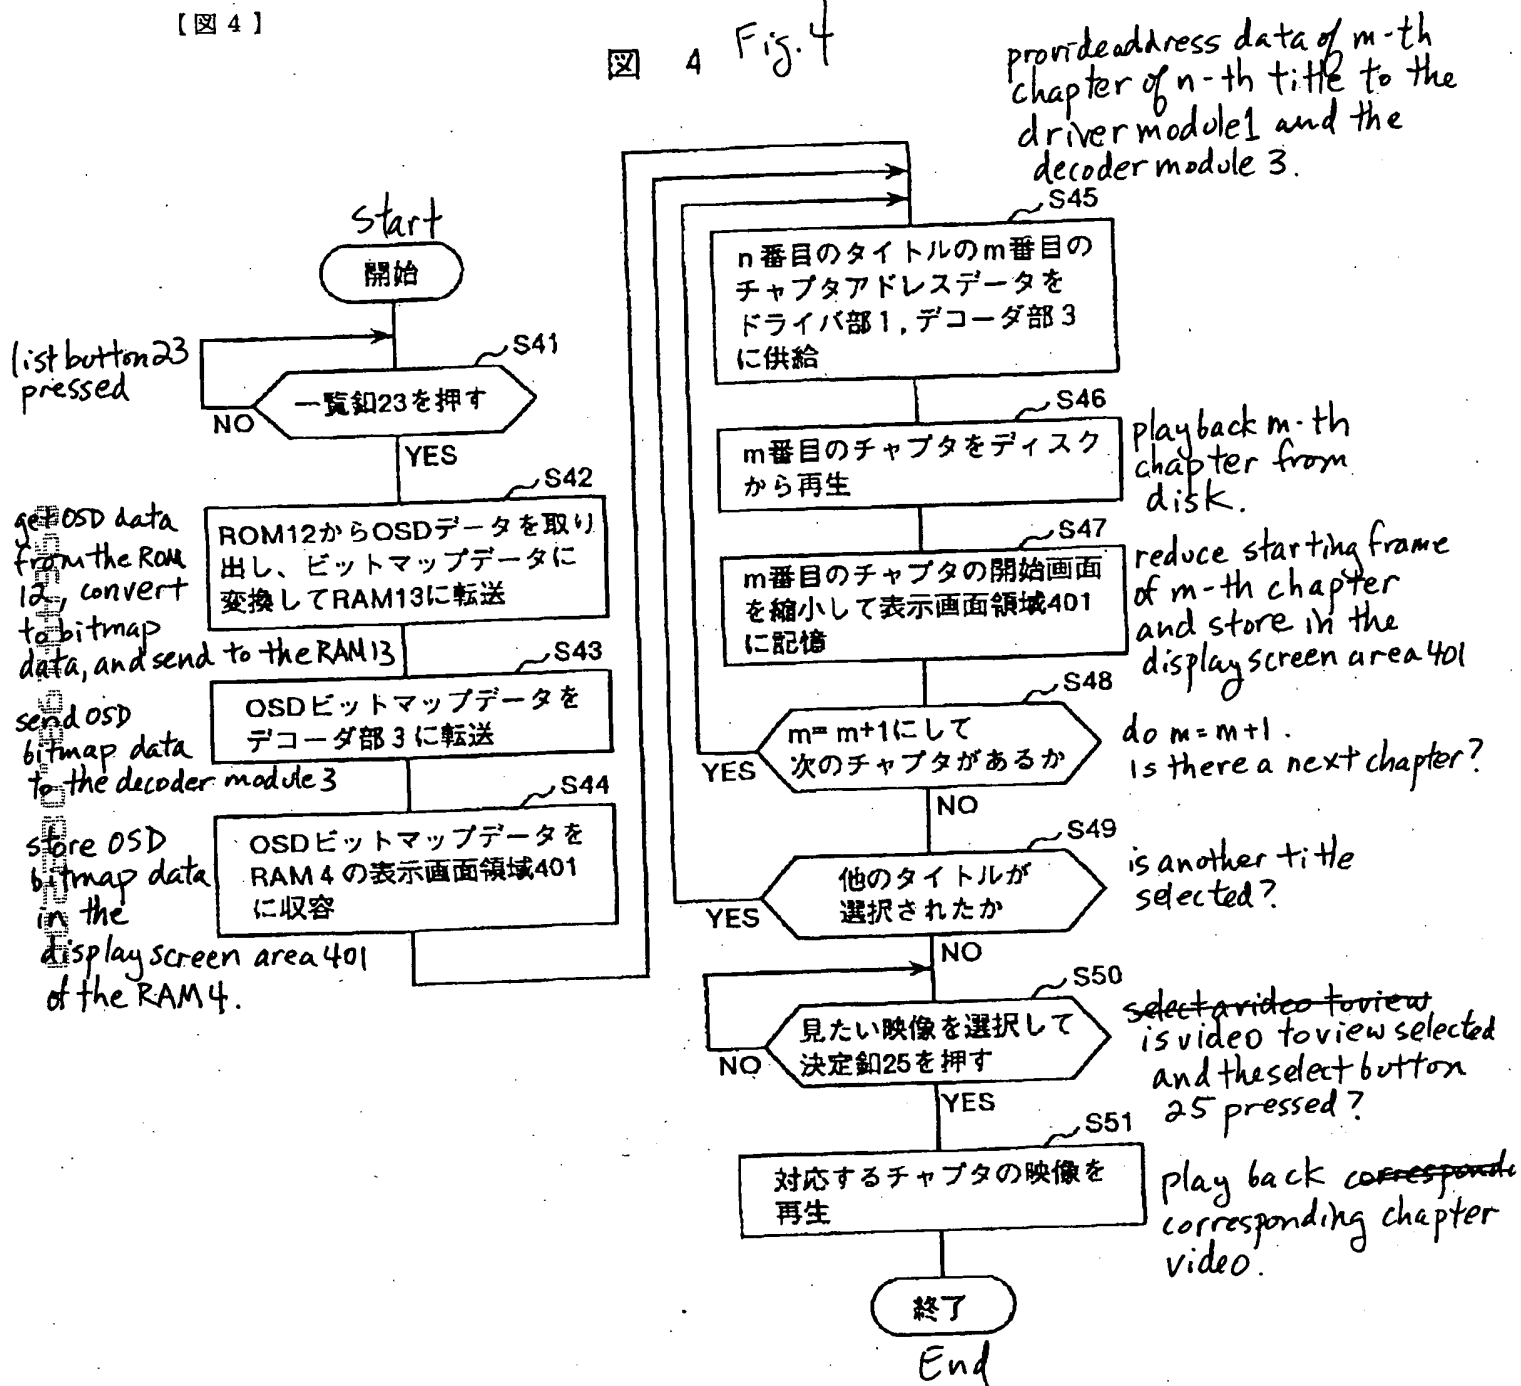 【図４】
図 4 Fig. 4
provide address data of m-th
chapter of n-th title to the
driver module 1 and the
decoder module 3.
Start
開始
S41
list button 23
pressed
一覧釦23を押す
NO
YES
S42
get OSD data
from the ROM
12, convert
to bitmap
data, and send to the RAM 13
ROM12からOSDデータを取り
出し、ビットマップデータに
変換してRAM13に転送
S43
send OSD
bitmap data
to the decoder module 3
OSDビットマップデータを
デコーダ部３に転送
S44
store OSD
bitmap data
in the
display screen area 401
of the RAM 4.
OSDビットマップデータを
RAM４の表示画面領域401
に収容
S45
n番目のタイトルのm番目の
チャプタアドレスデータを
ドライバ部１,デコーダ部３
に供給
S46
m番目のチャプタをディスク
から再生
playback m-th
chapter from
disk.
S47
m番目のチャプタの開始画面
を縮小して表示画面領域401
に記憶
reduce starting frame
of m-th chapter
and store in the
display screen area 401
S48
m=m+1にして
次のチャプタがあるか
YES
NO
do m=m+1.
Is there a next chapter?
S49
他のタイトルが
選択されたか
YES
NO
is another title
selected?
S50
見たい映像を選択して
決定釦25を押す
NO
YES
select a video to view
is video to view selected
and the select button
25 pressed?
S51
対応するチャプタの映像を
再生
play back corresponde
corresponding chapter
video.
終了
End